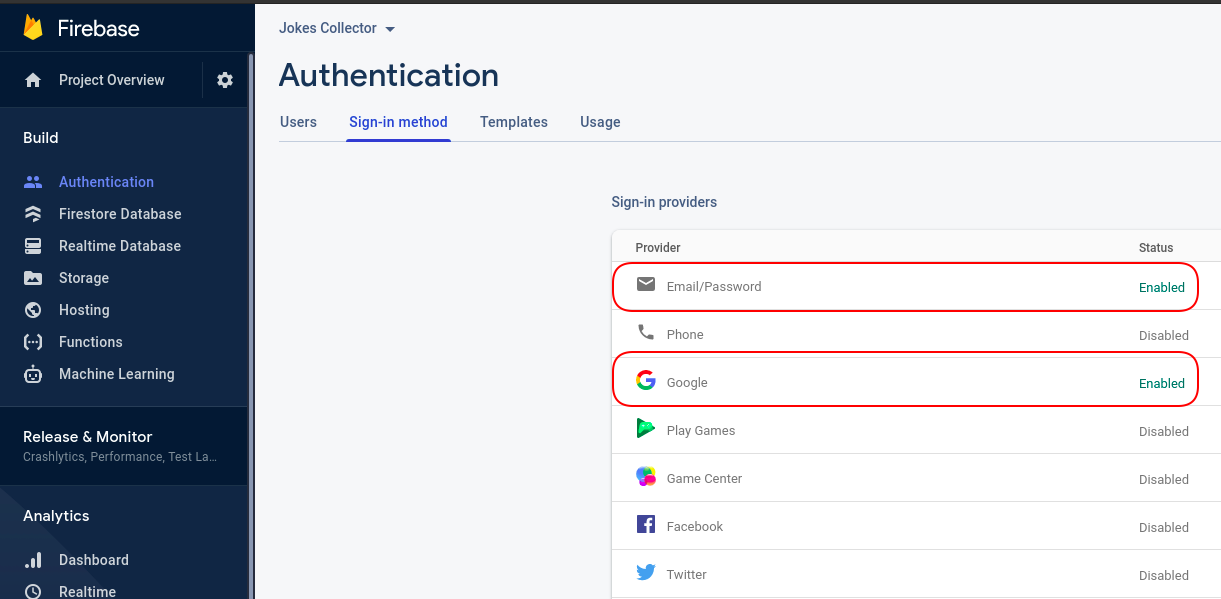 Firebase
Project Overview
Build
Authentication
Firestore Database
Realtime Database
Storage
Hosting
Functions
Machine Learning
Release & Monitor
Crashlytics, Performance, Test La...
Analytics
Dashboard
Realtime
Jokes Collector
Authentication
Users Sign-in method Templates Usage
Sign-in providers
Provider Status
Email/Password Enabled
Phone Disabled
Google Enabled
Play Games Disabled
Game Center Disabled
Facebook Disabled
Twitter Disabled